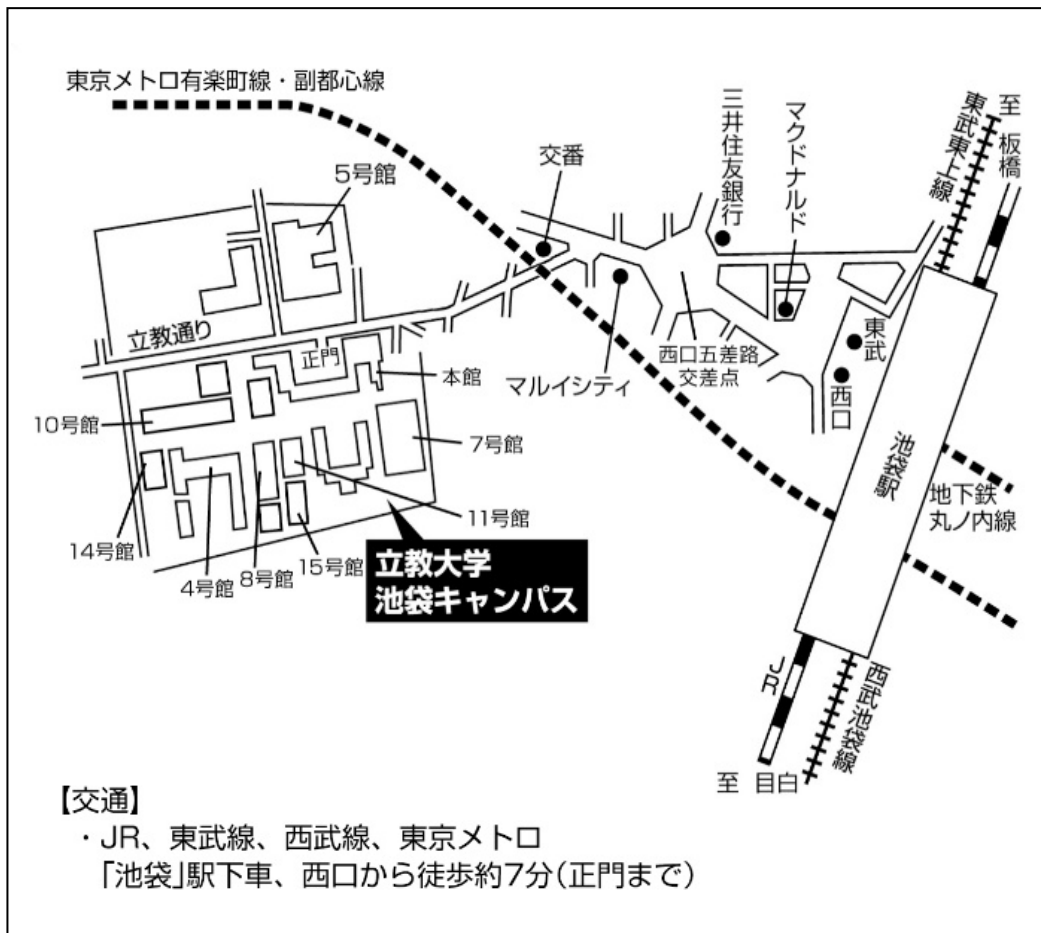 東京メトロ有楽町線・副都心線
交番
三井住友銀行
マクドナルド
至 板橋
東武東上線
5号館
立教通り
正門
本館
西口五差路
交差点
マルイシティ
東武
西口
池袋駅
10号館
7号館
地下鉄
丸ノ内線
14号館
4号館
8号館
15号館
11号館
立教大学
池袋キャンパス
JR
西武池袋線
至 目白
【交通】
・JR、東武線、西武線、東京メトロ
「池袋」駅下車、西口から徒歩約7分(正門まで)